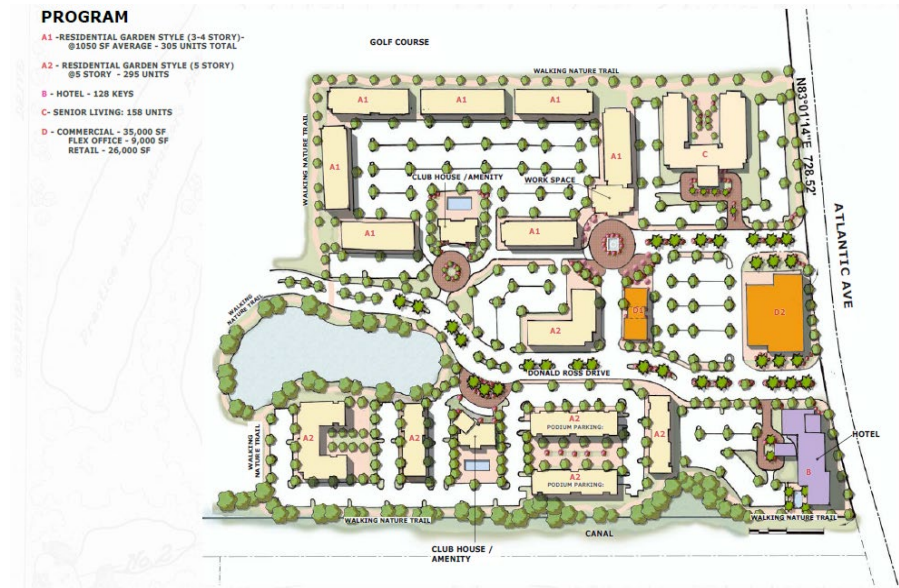 PROGRAM
A1 -RESIDENTIAL GARDEN STYLE (3-4 STORY)-
@1050 SF AVERAGE - 305 UNITS TOTAL
A2 - RESIDENTIAL GARDEN STYLE (5 STORY)
@5 STORY - 295 UNITS
B - HOTEL - 128 KEYS
C- SENIOR LIVING: 158 UNITS
D - COMMERCIAL - 35,000 SF
FLEX OFFICE - 9,000 SF
RETAIL - 26,000 SF
GOLF COURSE
WALKING NATURE TRAIL
N83°01'14"E 728.52'
A1
A1
A1
WALKING NATURE TRAIL
A1
A1
C
CLUB HOUSE /AMENITY
WORK SPACE
ATLANTIC AVE
A1
A1
WALKING
NATURE TRAIL
D1
D2
A2
DONALD ROSS DRIVE
A2
PODIUM PARKING:
A2
A2
A2
HOTEL
WALKING
NATURE TRAIL
A2
PODIUM PARKING:
B
WALKING NATURE TRAIL
WALKING NATURE TRAIL
CANAL
CLUB HOUSE /
AMENITY